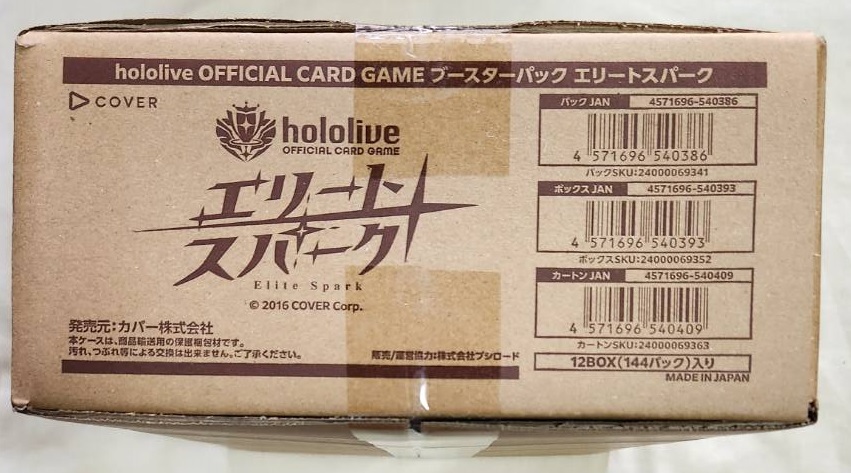 hololive OFFICIAL CARD GAME ブースターパック エリートスパーク
COVER
hololive
OFFICIAL CARD GAME
エリート
スパーク
Elite Spark
© 2016 COVER Corp.
発売元：カバー株式会社
本ケースは、商品輸送用の保護梱包材です。
汚れ、つぶれ等による交換は出来ません。ご了承ください。
販売/運営協力：株式会社ブシロード
パック JAN 4571696-540386
4 571696 540386
パックSKU：24000069341
ボックス JAN 4571696-540393
4 571696 540393
ボックスSKU：24000069352
カートン JAN 4571696-540409
4 571696 540409
カートンSKU：24000069363
12BOX（144パック）入り
MADE IN JAPAN